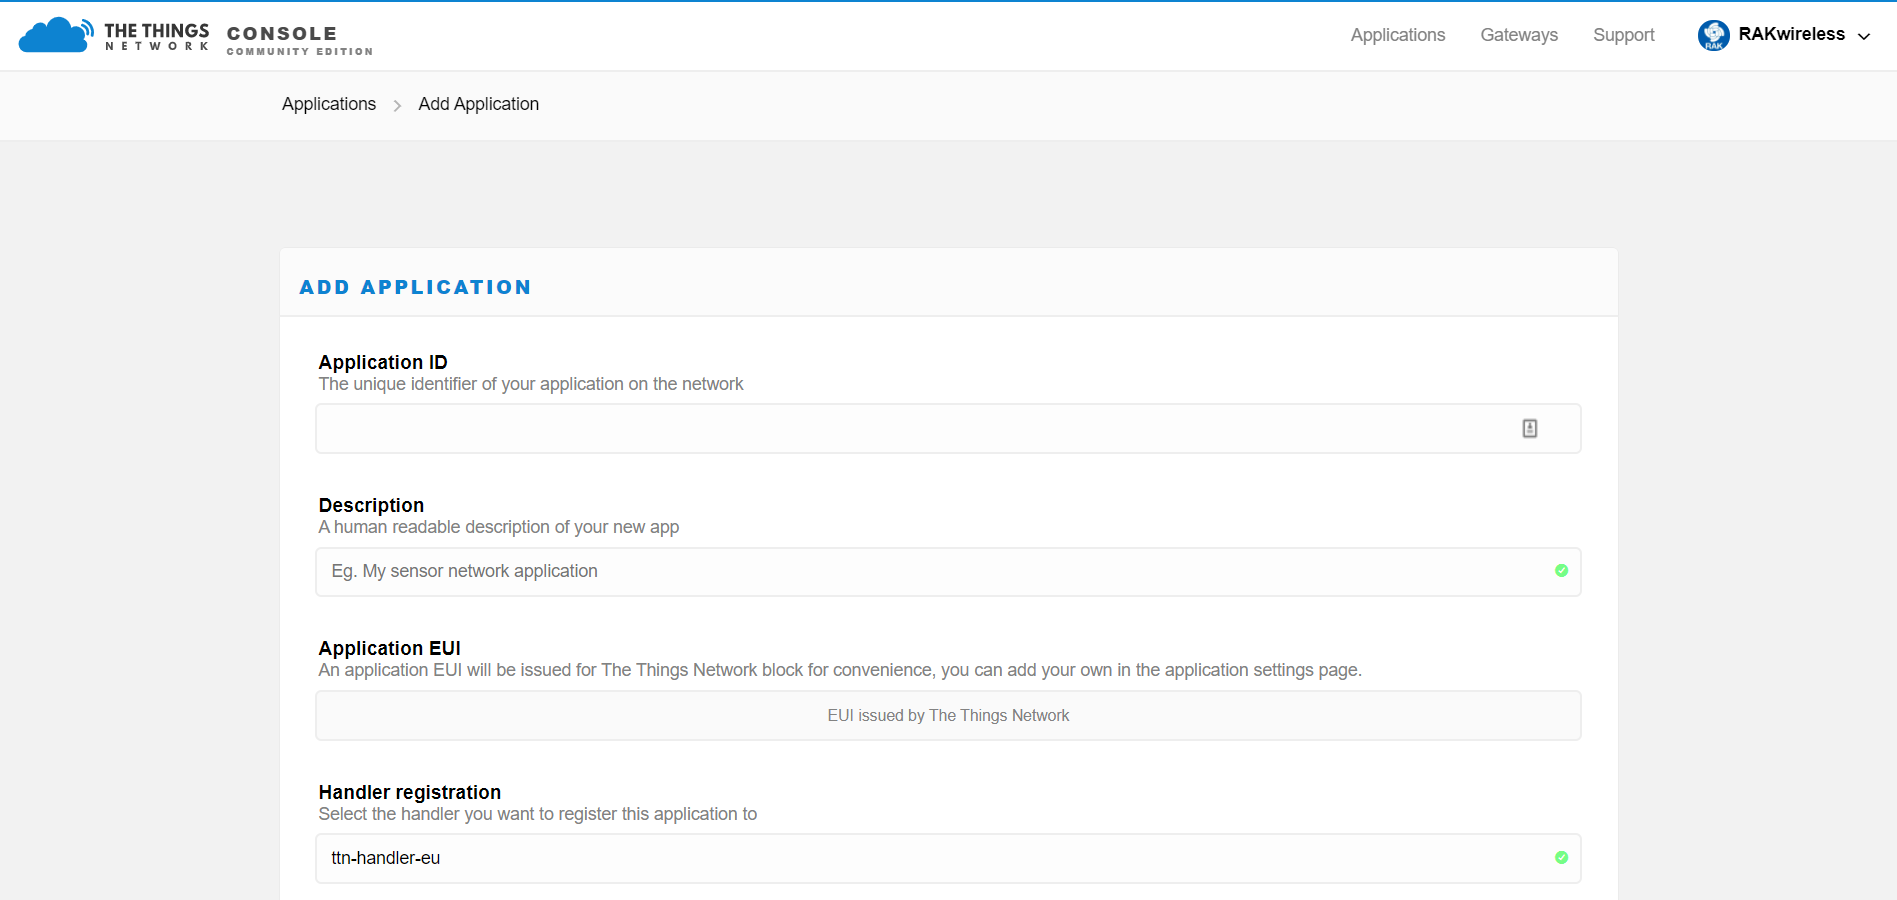 THE THINGS
NETWORK
CONSOLE
COMMUNITY EDITION
Applications
Gateways
Support
RAK
RAKwireless
Applications
Add Application
ADD APPLICATION
Application ID
The unique identifier of your application on the network
Description
A human readable description of your new app
Eg. My sensor network application
Application EUI
An application EUI will be issued for The Things Network block for convenience, you can add your own in the application settings page.
EUI issued by The Things Network
Handler registration
Select the handler you want to register this application to
ttn-handler-eu